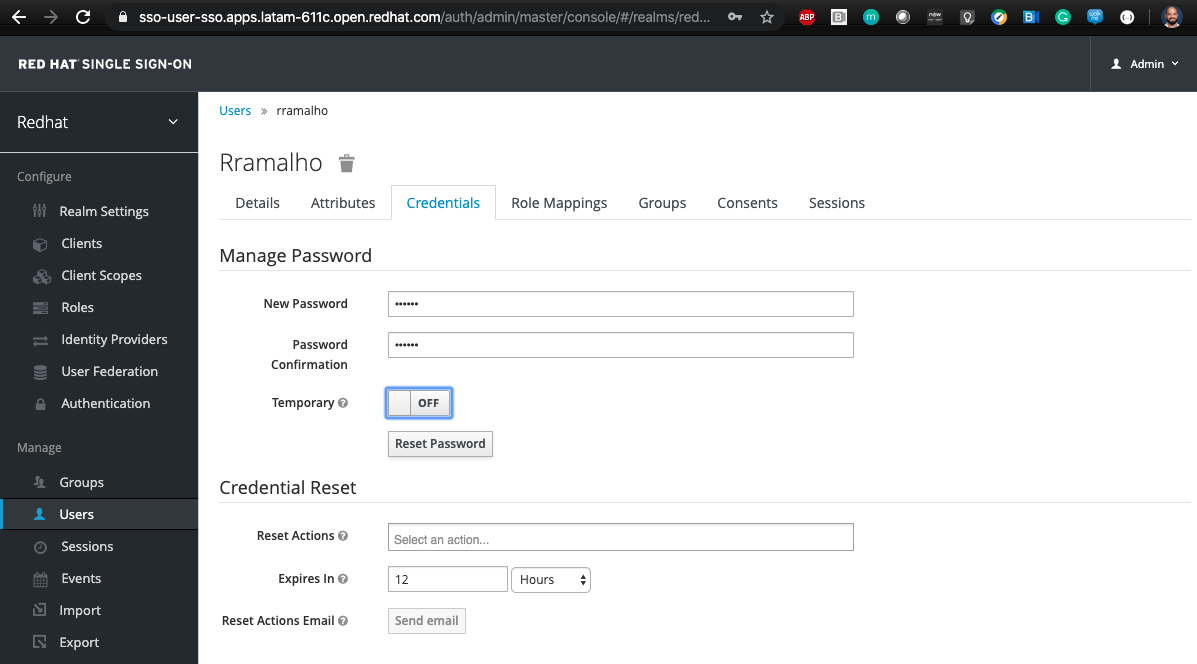 sso-user-sso.apps.latam-611c.open.redhat.com/auth/admin/master/console/#/realms/red...
ABP
new
RED HAT SINGLE SIGN-ON
Admin
Redhat
Configure
Realm Settings
Clients
Client Scopes
Roles
Identity Providers
User Federation
Authentication
Manage
Groups
Users
Sessions
Events
Import
Export
Users » rramalho
Rramalho
Details Attributes Credentials Role Mappings Groups Consents Sessions
Manage Password
New Password ••••••
Password
Confirmation ••••••
Temporary OFF
Reset Password
Credential Reset
Reset Actions Select an action...
Expires In 12 Hours
Reset Actions Email Send email